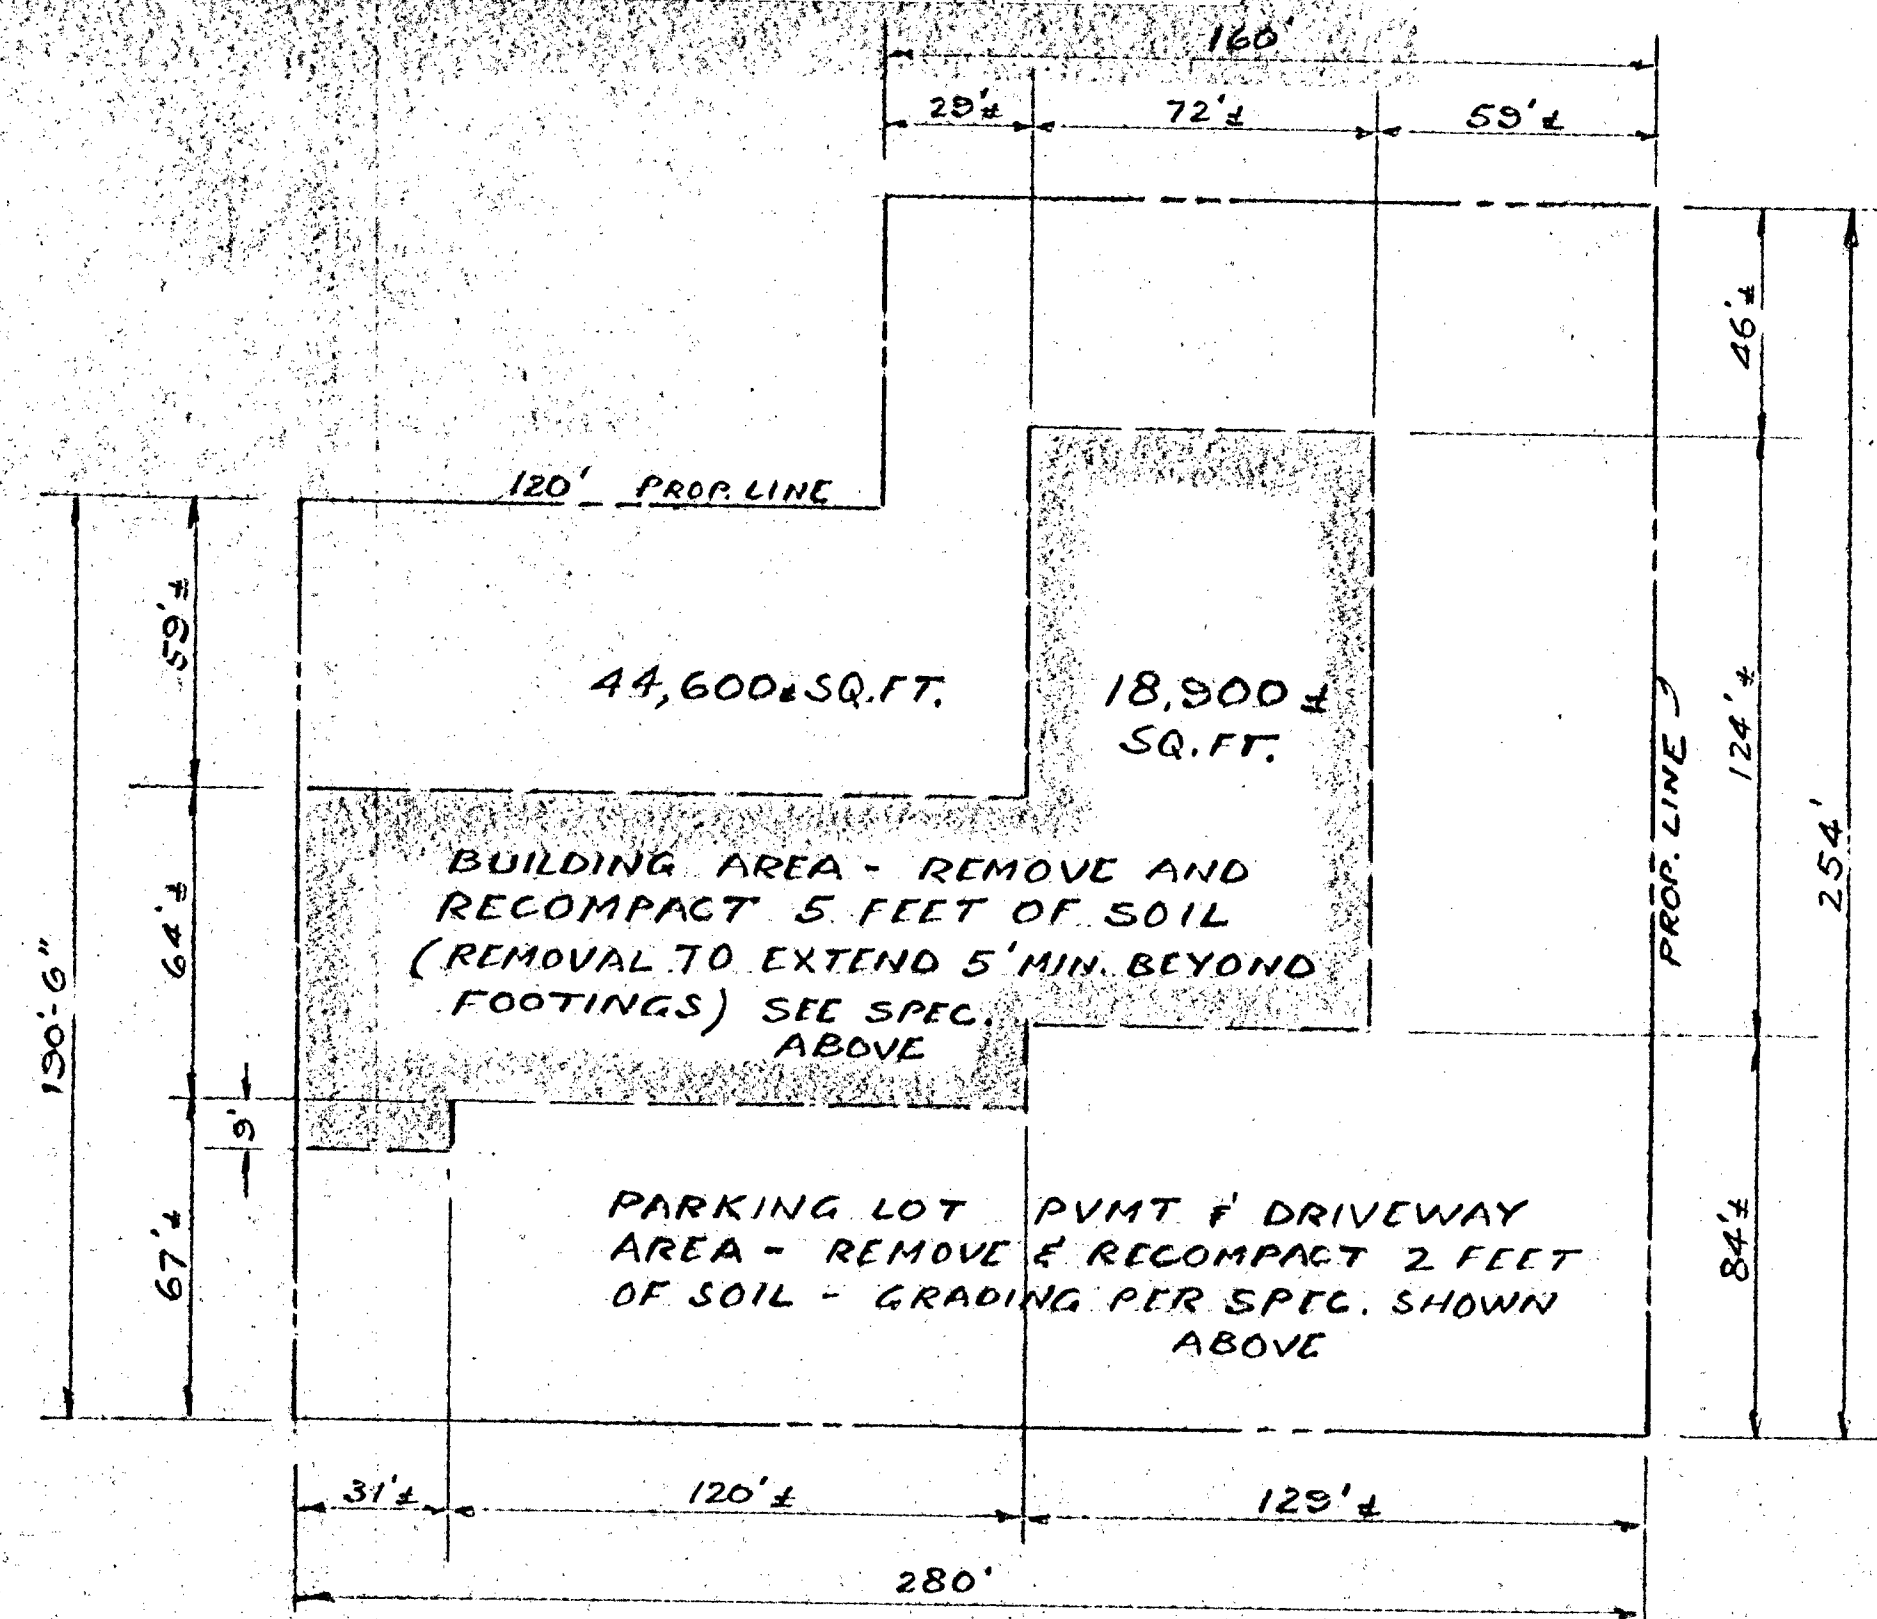 160'
29'±
72'±
59'±
46'±
120' PROP. LINE
59'±
44,600± SQ.FT.
18,900±
SQ. FT.
PROP. LINE
124'±
254'
BUILDING AREA - REMOVE AND
RECOMPACT 5 FEET OF SOIL
(REMOVAL TO EXTEND 5' MIN. BEYOND
FOOTINGS) SEE SPEC.
ABOVE
64'±
190'-6"
9'
67'±
PARKING LOT PVMT & DRIVEWAY
AREA - REMOVE & RECOMPACT 2 FEET
OF SOIL - GRADING PER SPEC. SHOWN
ABOVE
84'±
31'±
120'±
129'±
280'